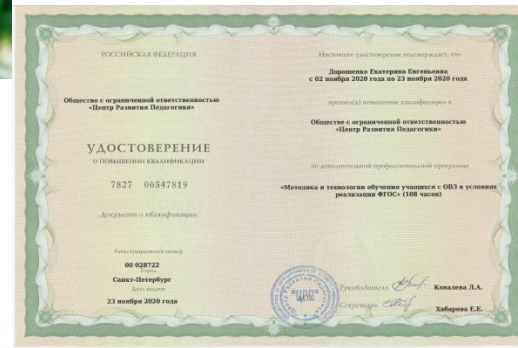 РОССИЙСКАЯ ФЕДЕРАЦИЯ
Общество с ограниченной ответственностью
«Центр Развития Педагогики»
УДОСТОВЕРЕНИЕ
О ПОВЫШЕНИИ КВАЛИФИКАЦИИ
7827 00547819
Документ о квалификации
Регистрационный номер
00 028722
Город
Санкт-Петербург
Дата выдачи
23 ноября 2020 года
Настоящее удостоверение подтверждает, что
Дорошенко Екатерина Евгеньевна
с 02 ноября 2020 года по 23 ноября 2020 года
прошёл(а) повышение квалификации в
Обществе с ограниченной ответственностью
«Центр Развития Педагогики»
по дополнительной профессиональной программе
«Методика и технологии обучения учащихся с ОВЗ в условиях
реализации ФГОС» (108 часов)
Руководитель Ковалева Л.А.
Секретарь Хабарова Е.Е.